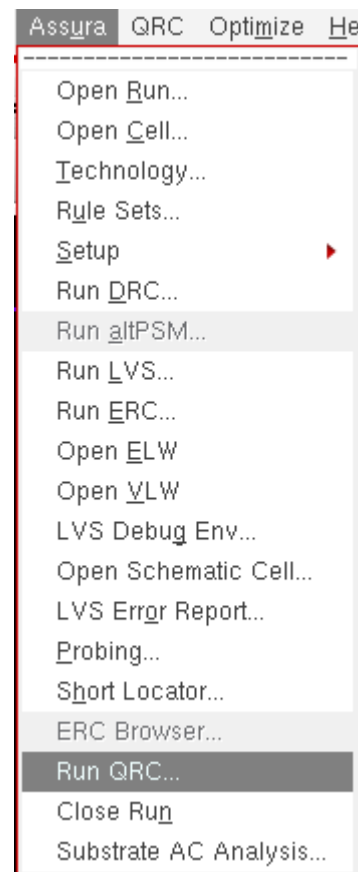 Assura QRC Optimize He
Open Run...
Open Cell...
Technology...
Rule Sets...
Setup
Run DRC...
Run altPSM...
Run LVS...
Run ERC...
Open ELW
Open VLW
LVS Debug Env...
Open Schematic Cell...
LVS Error Report...
Probing...
Short Locator...
ERC Browser...
Run QRC...
Close Run
Substrate AC Analysis...